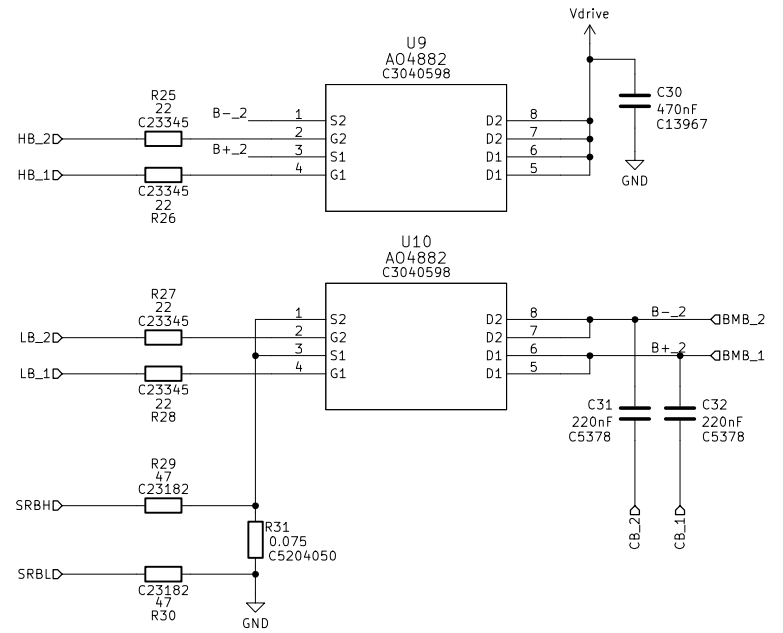 Vdrive
U9
AO4882
C3040598
R25
22
C23345
C30
470nF
C13967
B-_2
1
S2
D2
8
HB_2
2
G2
D2
7
B+_2
3
S1
D1
6
HB_1
4
G1
D1
5
GND
C23345
22
R26
U10
AO4882
C3040598
R27
22
C23345
1
S2
D2
8
B-_2
BMB_2
LB_2
2
G2
D2
7
3
S1
D1
6
B+_2
BMB_1
LB_1
4
G1
D1
5
C23345
22
R28
C31
220nF
C5378
C32
220nF
C5378
R29
47
C23182
SRBH
R31
0.075
C5204050
CB_2
CB_1
SRBL
C23182
47
R30
GND